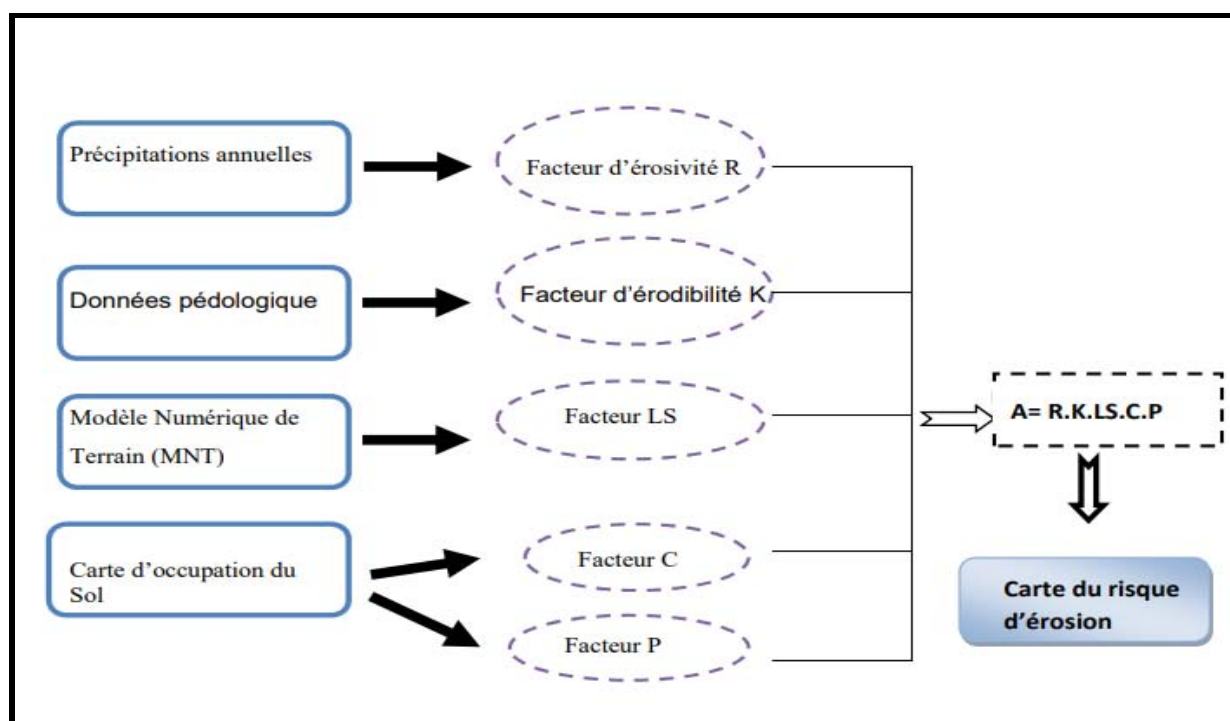 Précipitations annuelles
Facteur d’érosivité R
Données pédologique
Facteur d’érodibilité K
Modèle Numérique de
Terrain (MNT)
Facteur LS
A= R.K.LS.C.P
Carte d’occupation du
Sol
Facteur C
Facteur P
Carte du risque
d’érosion